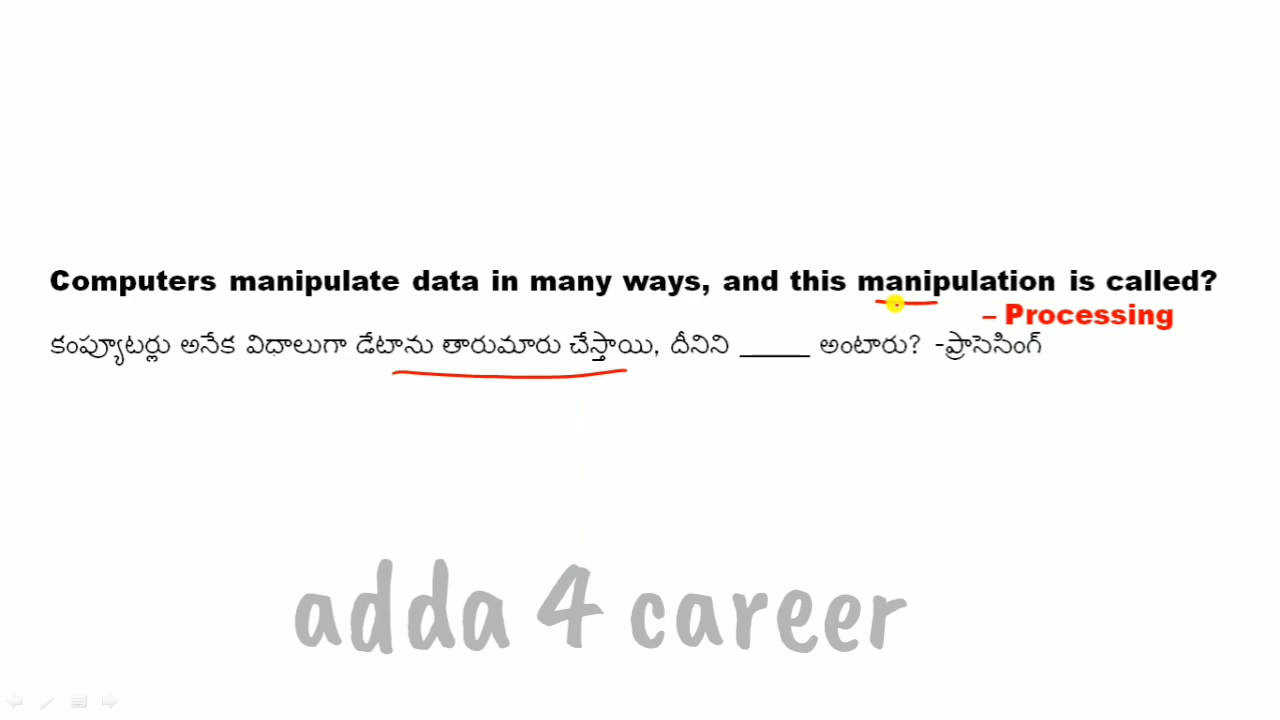 Computers manipulate data in many ways, and this manipulation is called?
– Processing
కంప్యూటర్లు అనేక విధాలుగా డేటాను తారుమారు చేస్తాయి, దీనిని _____ అంటారు? -ప్రాసెసింగ్
adda 4 career